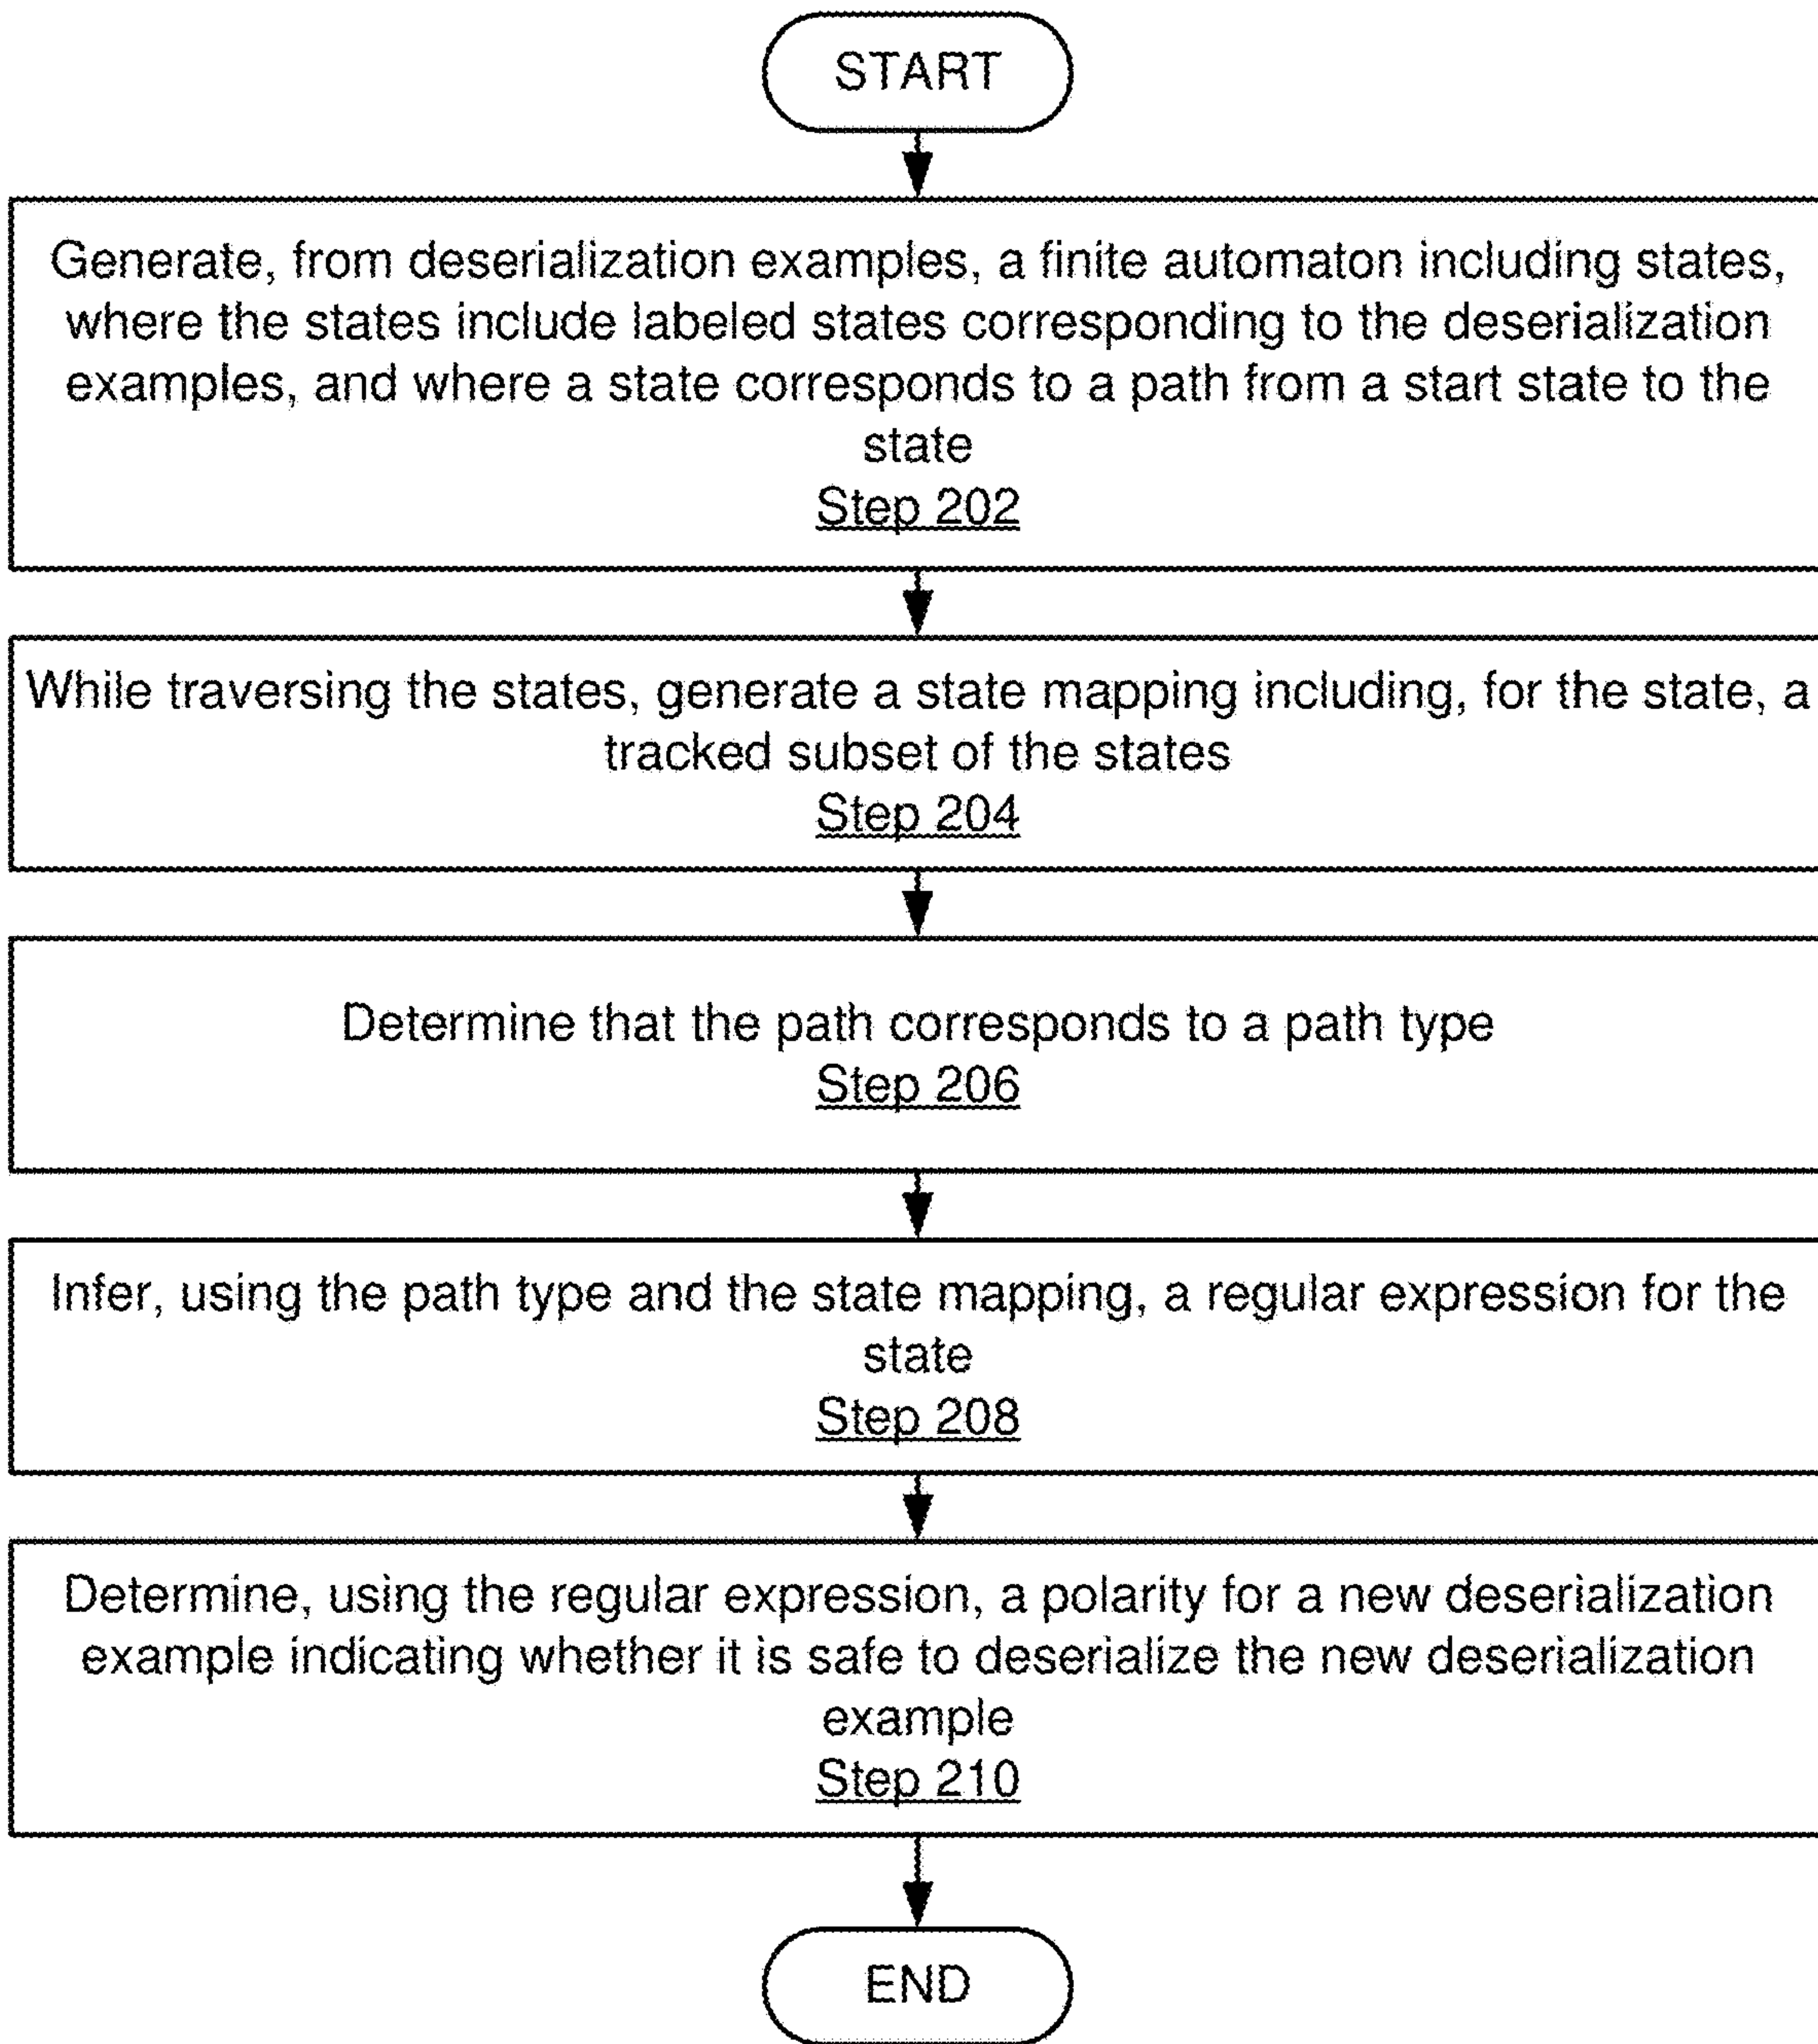 START
Generate, from deserialization examples, a finite automaton including states,
where the states include labeled states corresponding to the deserialization
examples, and where a state corresponds to a path from a start state to the
state
Step 202
While traversing the states, generate a state mapping including, for the state, a
tracked subset of the states
Step 204
Determine that the path corresponds to a path type
Step 206
Infer, using the path type and the state mapping, a regular expression for the
state
Step 208
Determine, using the regular expression, a polarity for a new deserialization
example indicating whether it is safe to deserialize the new deserialization
example
Step 210
END